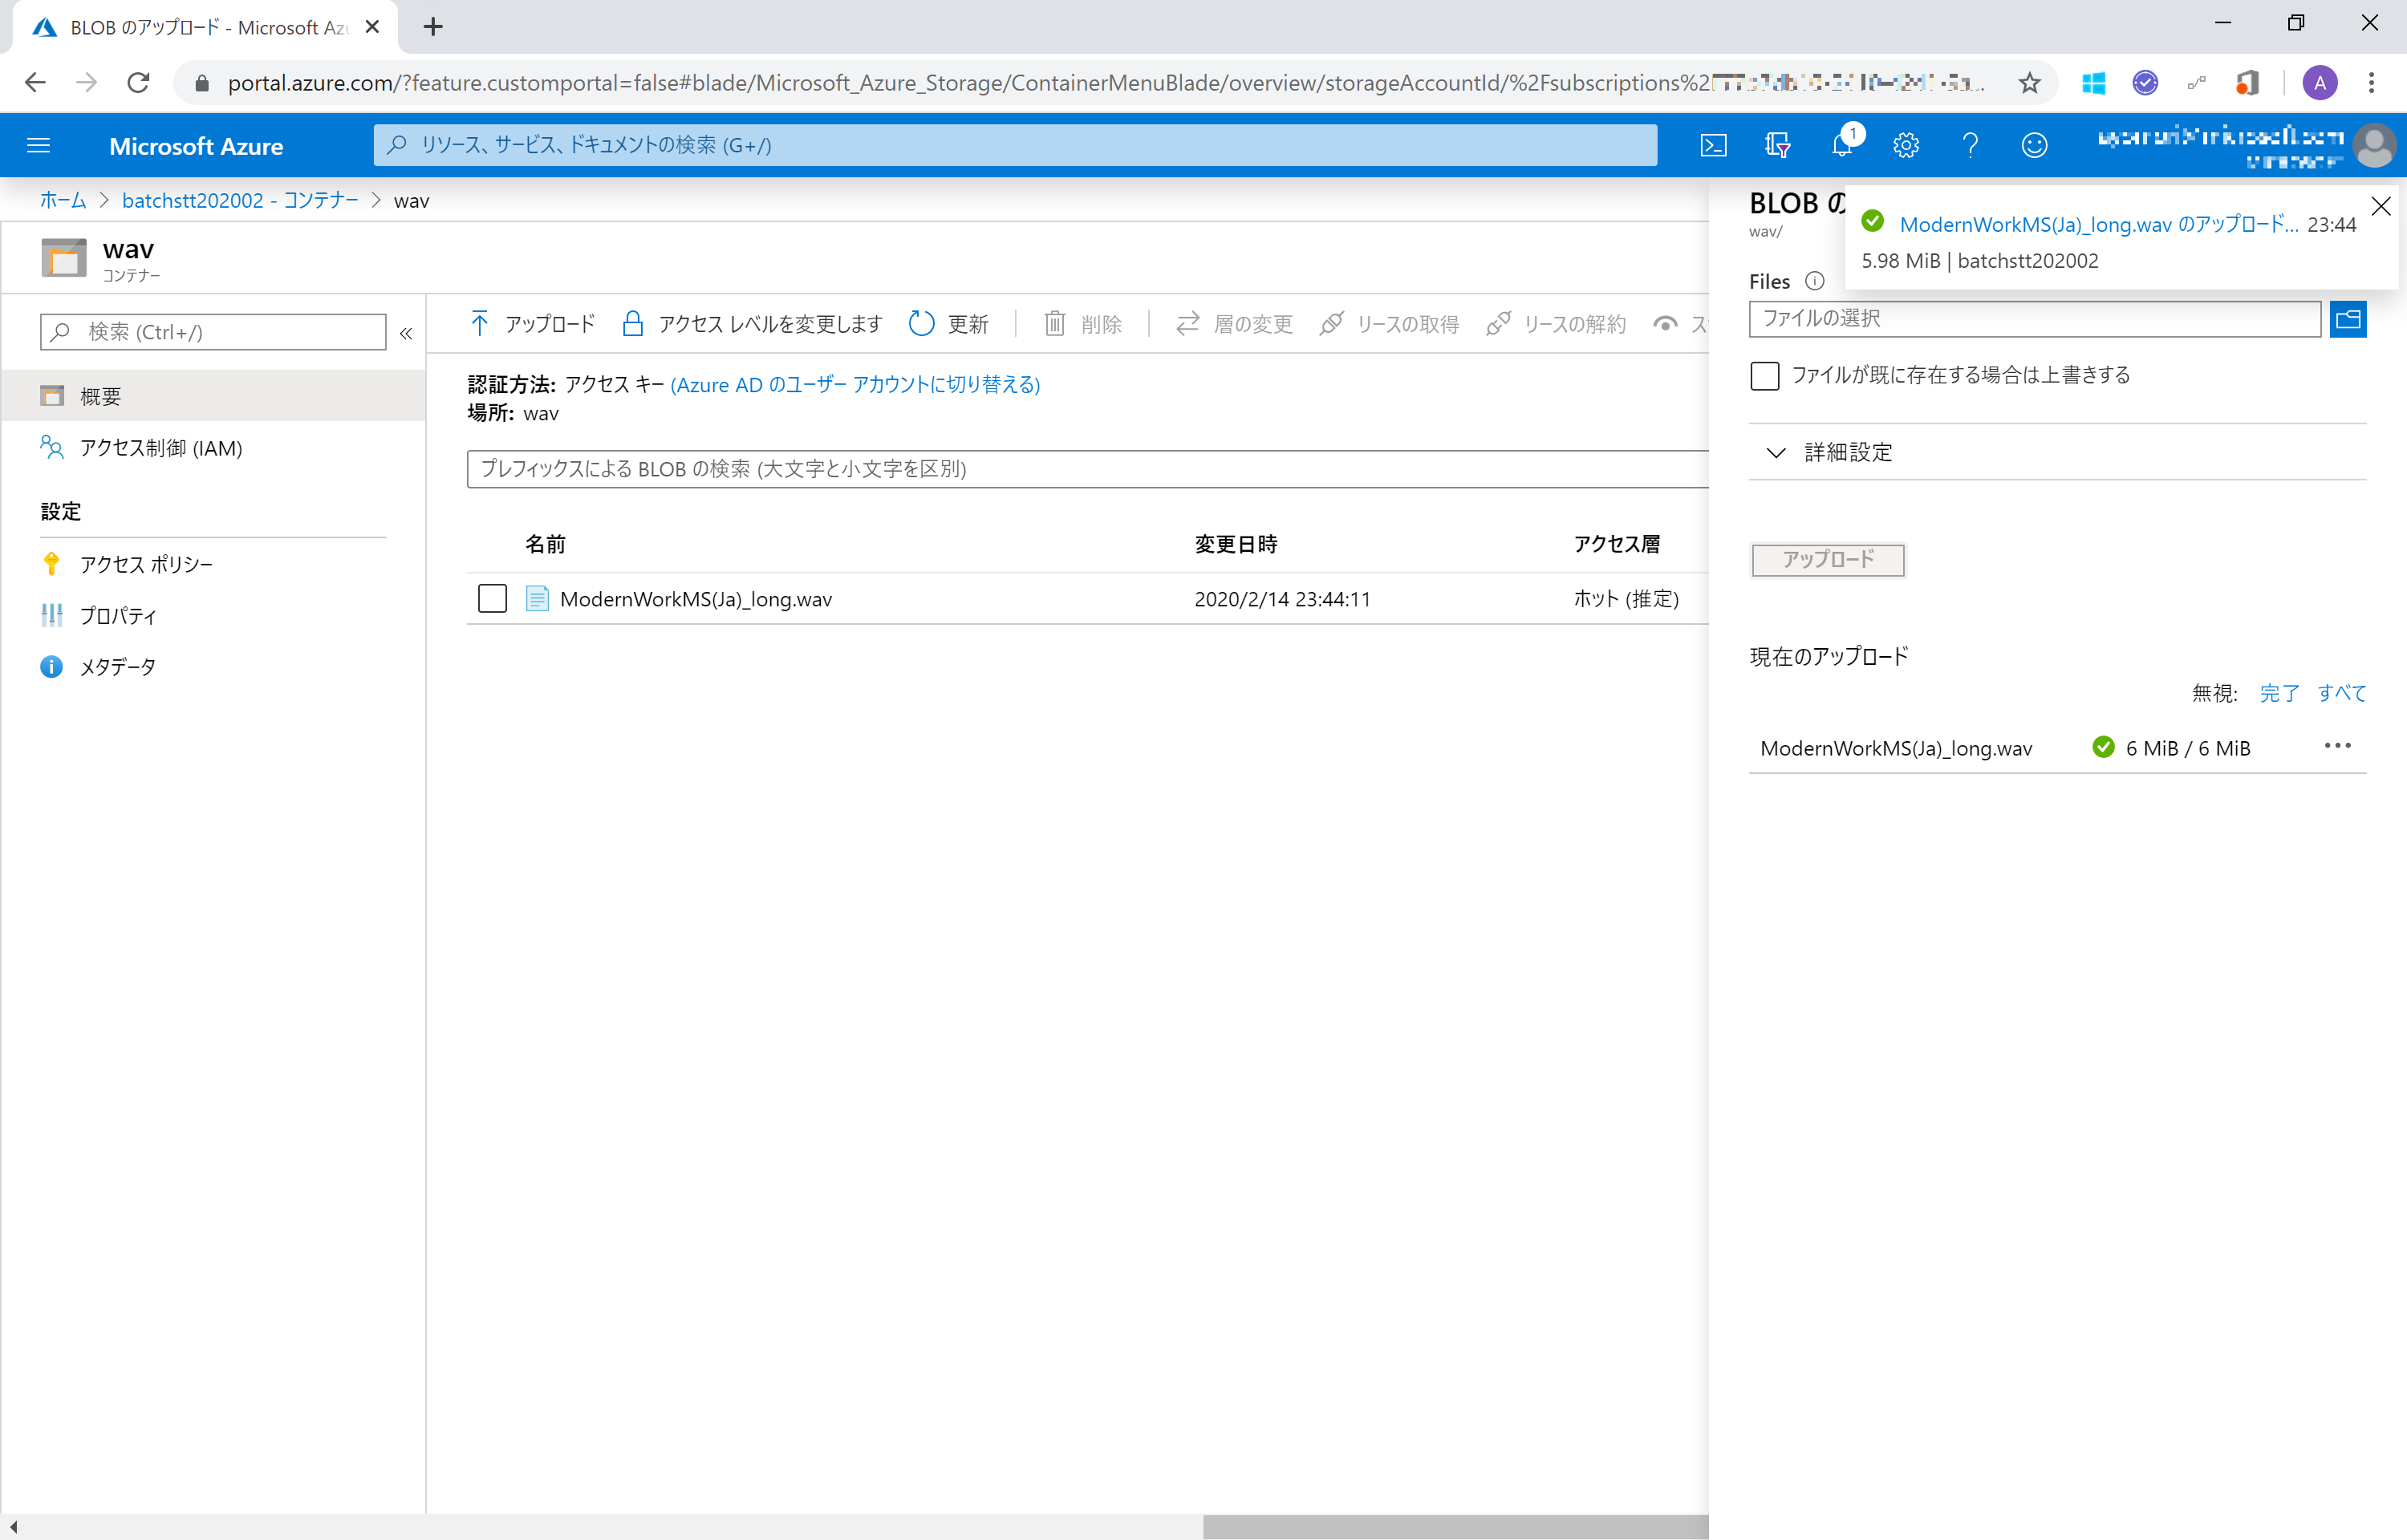 BLOB のアップロード - Microsoft Az
portal.azure.com/?feature.customportal=false#blade/Microsoft_Azure_Storage/ContainerMenuBlade/overview/storageAccountId/%2Fsubscriptions%2
A
Microsoft Azure
リソース、サービス、ドキュメントの検索 (G+/)
1
ホーム > batchstt202002 - コンテナー > wav
wav
コンテナー
検索 (Ctrl+/)
概要
アクセス制御 (IAM)
設定
アクセス ポリシー
プロパティ
メタデータ
アップロード アクセス レベルを変更します 更新 削除 層の変更 リースの取得 リースの解約 ス
認証方法: アクセス キー (Azure AD のユーザー アカウントに切り替える)
場所: wav
プレフィックスによる BLOB の検索 (大文字と小文字を区別)
名前 変更日時 アクセス層
ModernWorkMS(Ja)_long.wav 2020/2/14 23:44:11 ホット (推定)
BLOB の
wav/
ModernWorkMS(Ja)_long.wav のアップロード... 23:44
5.98 MiB | batchstt202002
Files
ファイルの選択
ファイルが既に存在する場合は上書きする
詳細設定
アップロード
現在のアップロード
無視: 完了 すべて
ModernWorkMS(Ja)_long.wav 6 MiB / 6 MiB